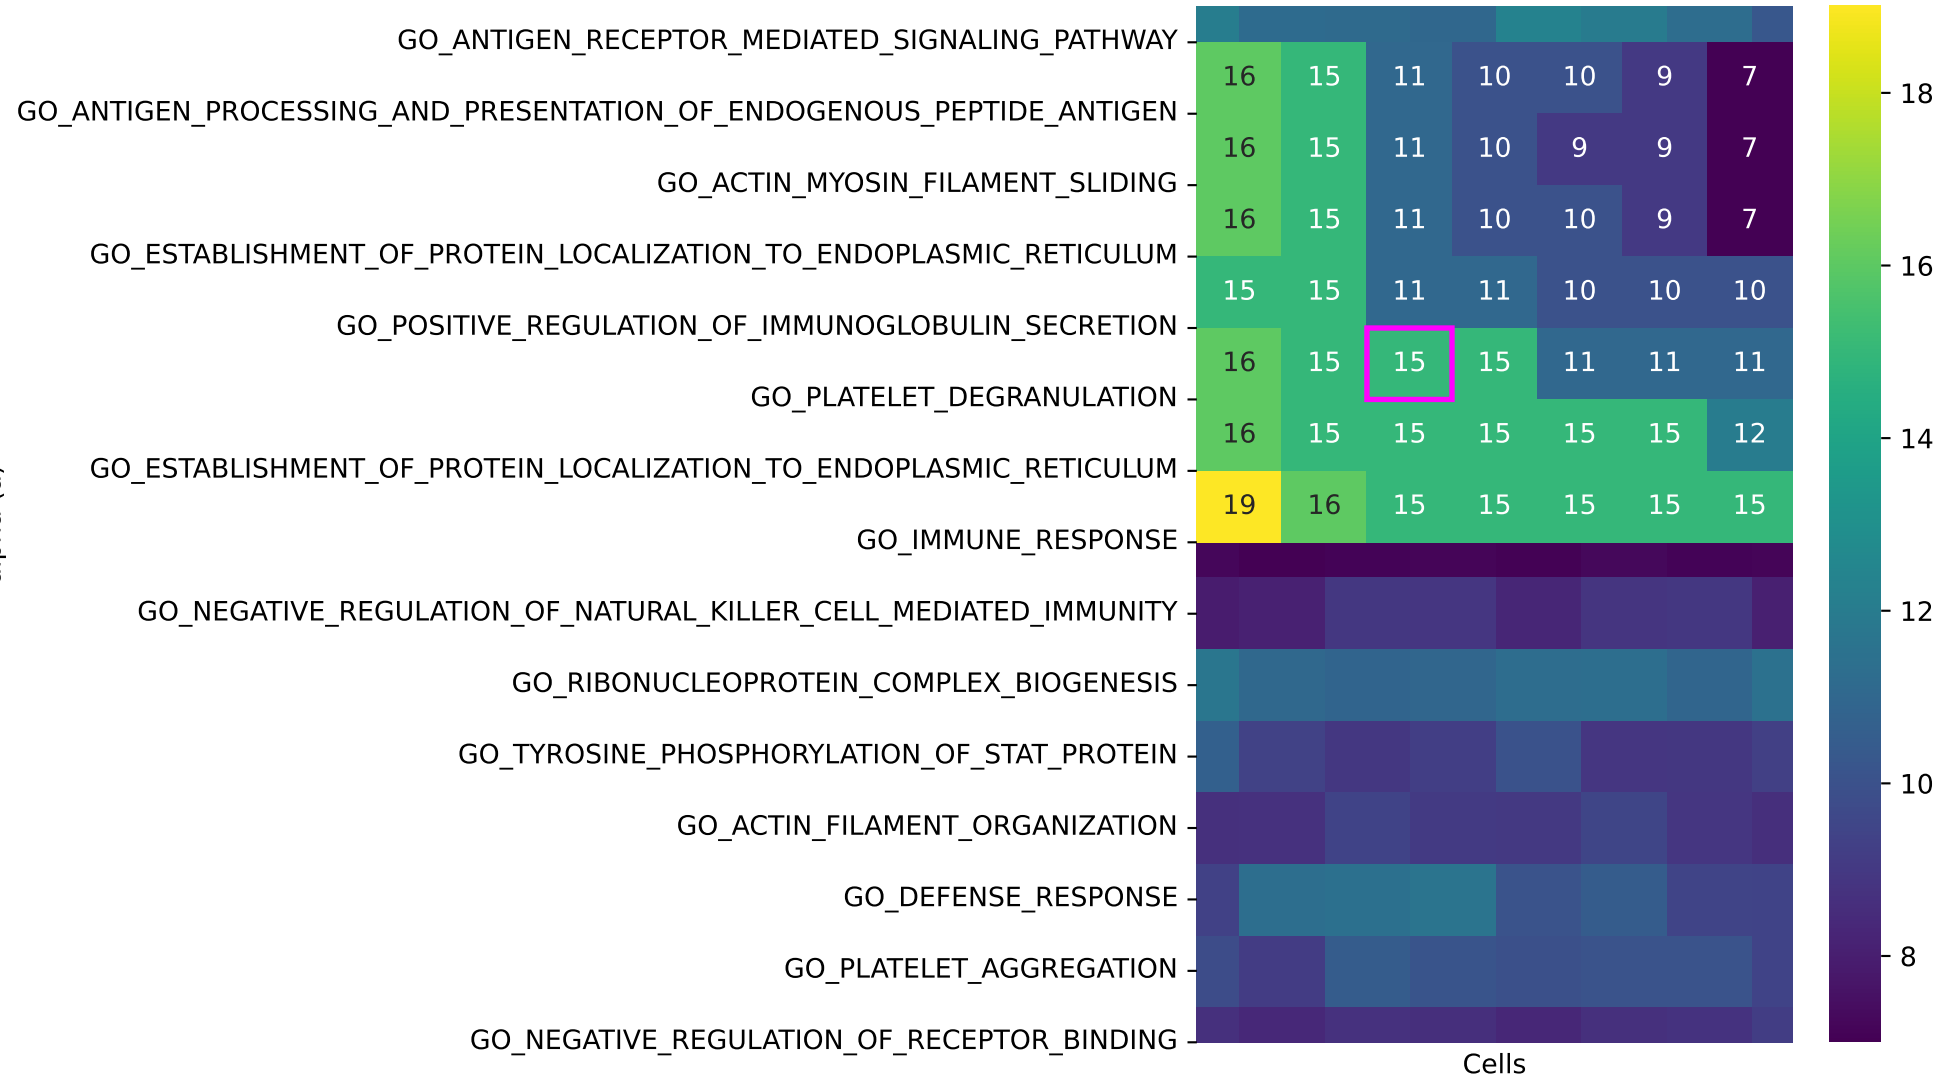 GO_ANTIGEN_RECEPTOR_MEDIATED_SIGNALING_PATHWAY
16 15 11 10 10 9 7
18
GO_ANTIGEN_PROCESSING_AND_PRESENTATION_OF_ENDOGENOUS_PEPTIDE_ANTIGEN
16 15 11 10 9 9 7
GO_ACTIN_MYOSIN_FILAMENT_SLIDING
16 15 11 10 10 9 7
GO_ESTABLISHMENT_OF_PROTEIN_LOCALIZATION_TO_ENDOPLASMIC_RETICULUM
16
15 15 11 11 10 10 10
GO_POSITIVE_REGULATION_OF_IMMUNOGLOBULIN_SECRETION
16 15 15 15 11 11 11
GO_PLATELET_DEGRANULATION
16 15 15 15 15 15 12
14
GO_ESTABLISHMENT_OF_PROTEIN_LOCALIZATION_TO_ENDOPLASMIC_RETICULUM
19 16 15 15 15 15 15
GO_IMMUNE_RESPONSE
GO_NEGATIVE_REGULATION_OF_NATURAL_KILLER_CELL_MEDIATED_IMMUNITY
12
GO_RIBONUCLEOPROTEIN_COMPLEX_BIOGENESIS
GO_TYROSINE_PHOSPHORYLATION_OF_STAT_PROTEIN
10
GO_ACTIN_FILAMENT_ORGANIZATION
GO_DEFENSE_RESPONSE
8
GO_PLATELET_AGGREGATION
GO_NEGATIVE_REGULATION_OF_RECEPTOR_BINDING
Cells